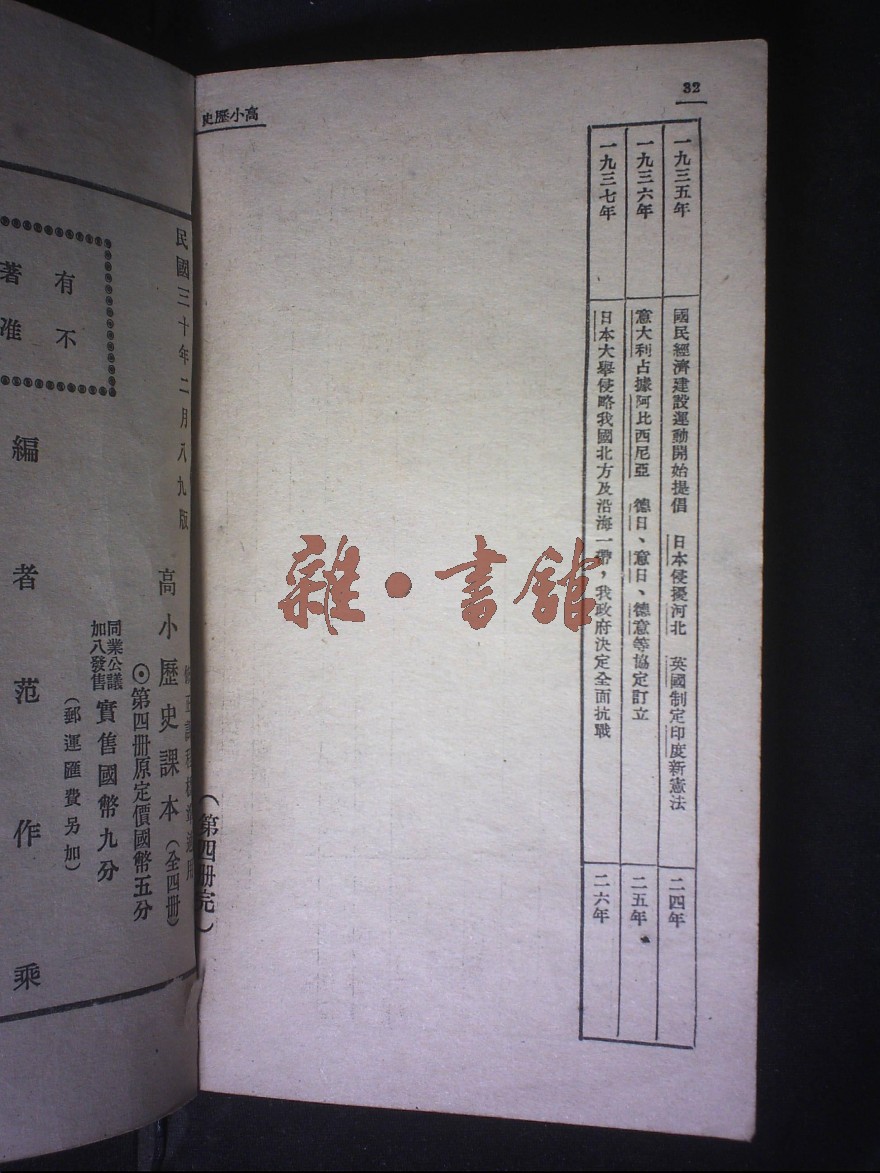 32
高小歷史
一九三五年 國民經濟建設運動開始提倡 日本侵擾河北 英國制定印度新憲法 二四年
一九三六年 意大利占據阿比西尼亞 德日、意日、德意等協定訂立 二五年
一九三七年 日本大舉侵略我國北方及沿海一帶，我政府決定全面抗戰 二六年
（第四册完）
雜·書館
民國三十年二月八九版
高小歷史課本（全四册）
⊙第四册原定價國幣五分
同業公議
加八發售
實售國幣九分
（郵運匯費另加）
有不
著准
編者范作乘